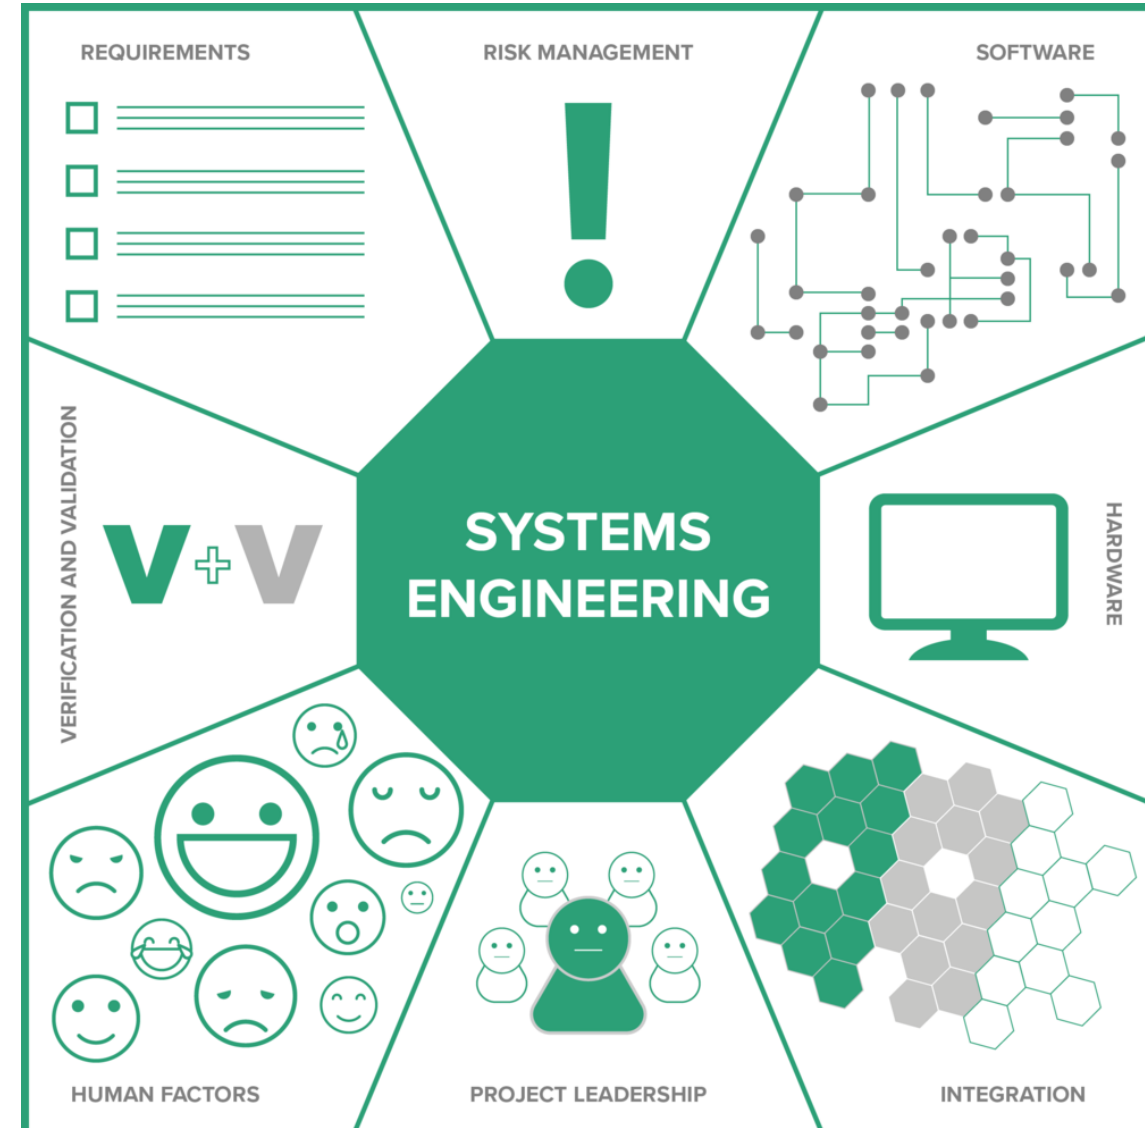 REQUIREMENTS
RISK MANAGEMENT
SOFTWARE
VERIFICATION AND VALIDATION
V+V
SYSTEMS
ENGINEERING
HARDWARE
HUMAN FACTORS
PROJECT LEADERSHIP
INTEGRATION